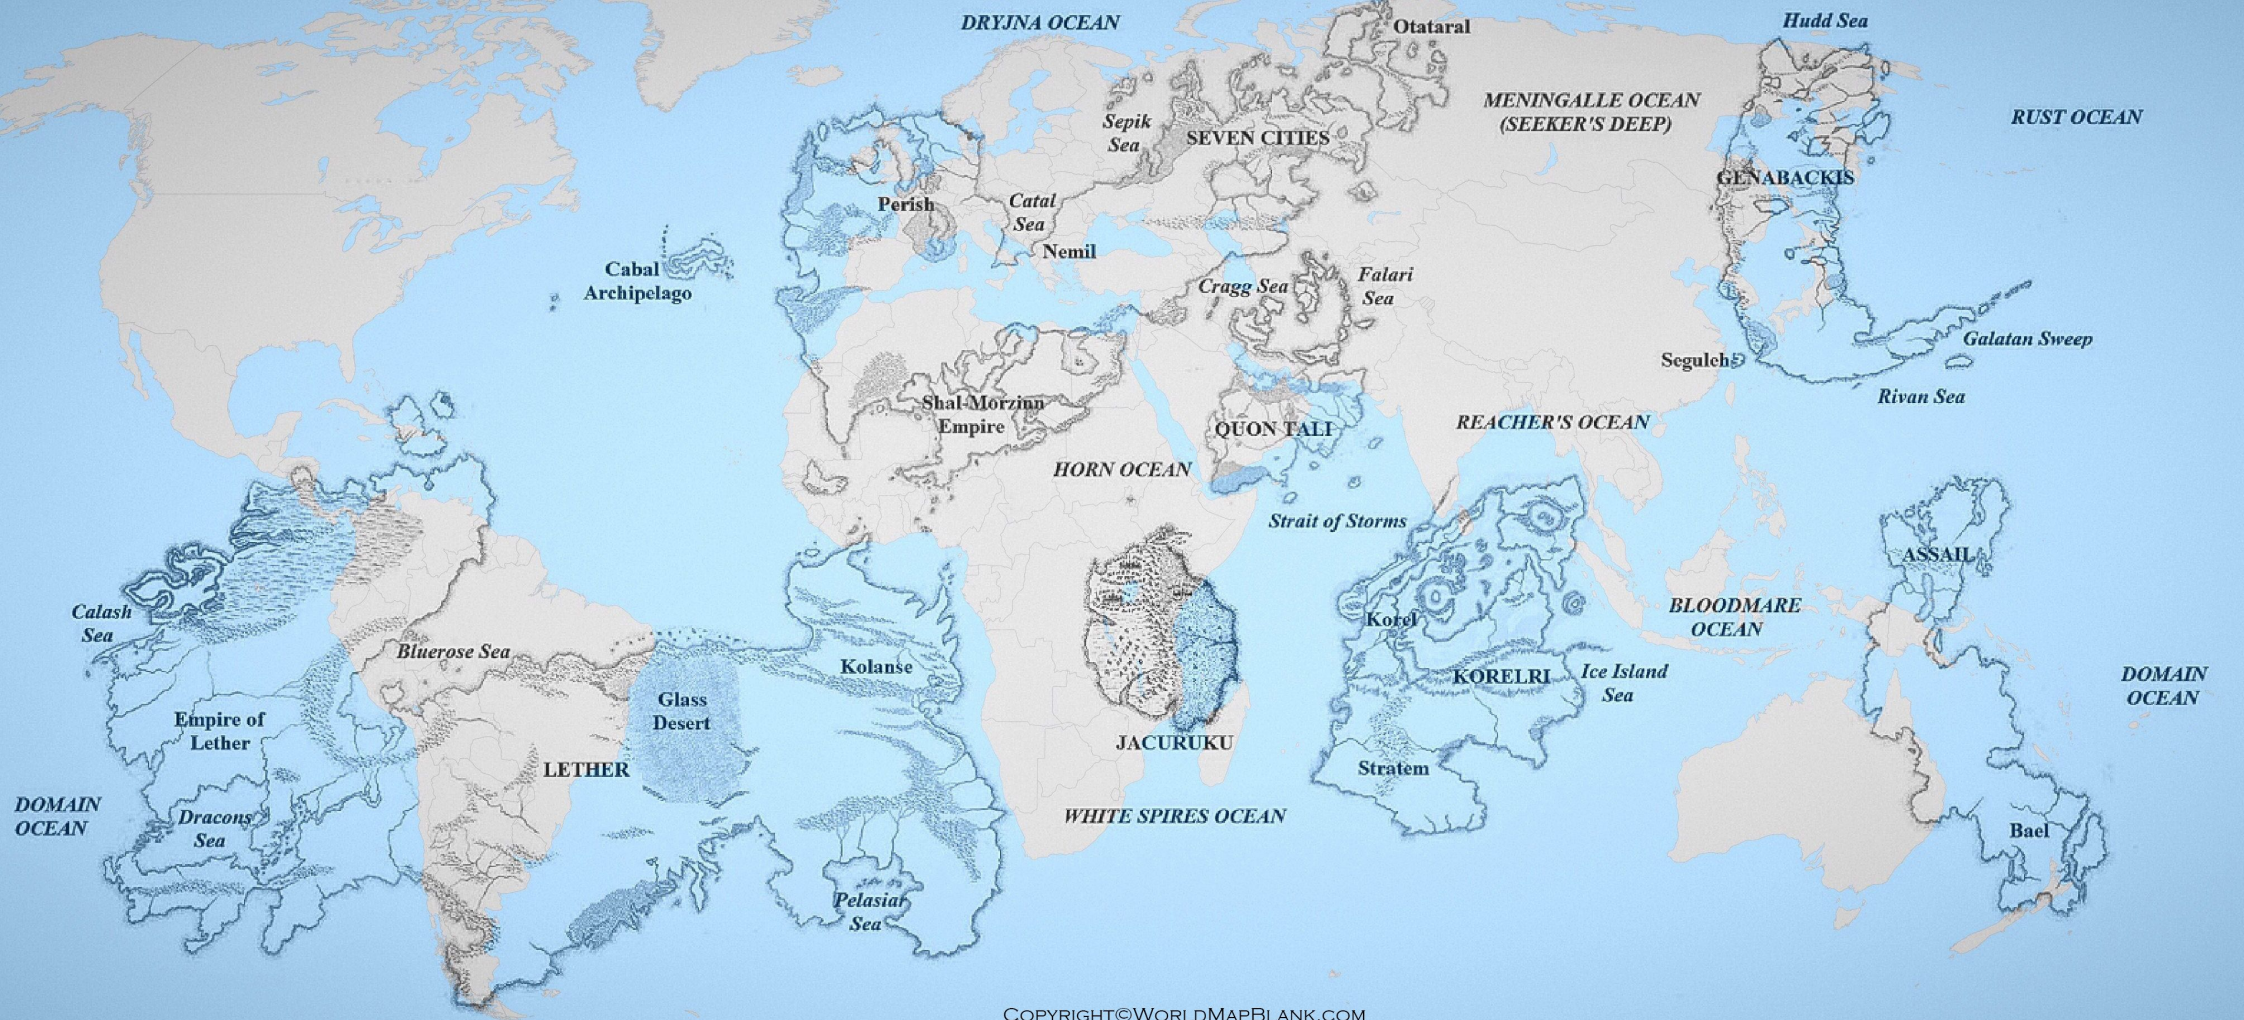 DRYJNA OCEAN
Otataral
Hudd Sea
MENINGALLE OCEAN
(SEEKER'S DEEP)
RUST OCEAN
Sepik
Sea
SEVEN CITIES
GENABACKIS
Perish
Catal
Sea
Nemil
Cabal
Archipelago
Cragg Sea
Falari
Sea
Galatan Sweep
Seguleh
Rivan Sea
Shal-Morzinn
Empire
QUON TALI
REACHER'S OCEAN
HORN OCEAN
Strait of Storms
ASSAIL
Calash
Sea
Korel
BLOODMARE
OCEAN
Bluerose Sea
Kolanse
KORELRI
Ice Island
Sea
DOMAIN
OCEAN
Glass
Desert
Empire of
Lether
JACURUKU
LETHER
Stratem
DOMAIN
OCEAN
Dracons
Sea
WHITE SPIRES OCEAN
Bael
Pelasiar
Sea
COPYRIGHT©WORLDMAPBLANK.COM